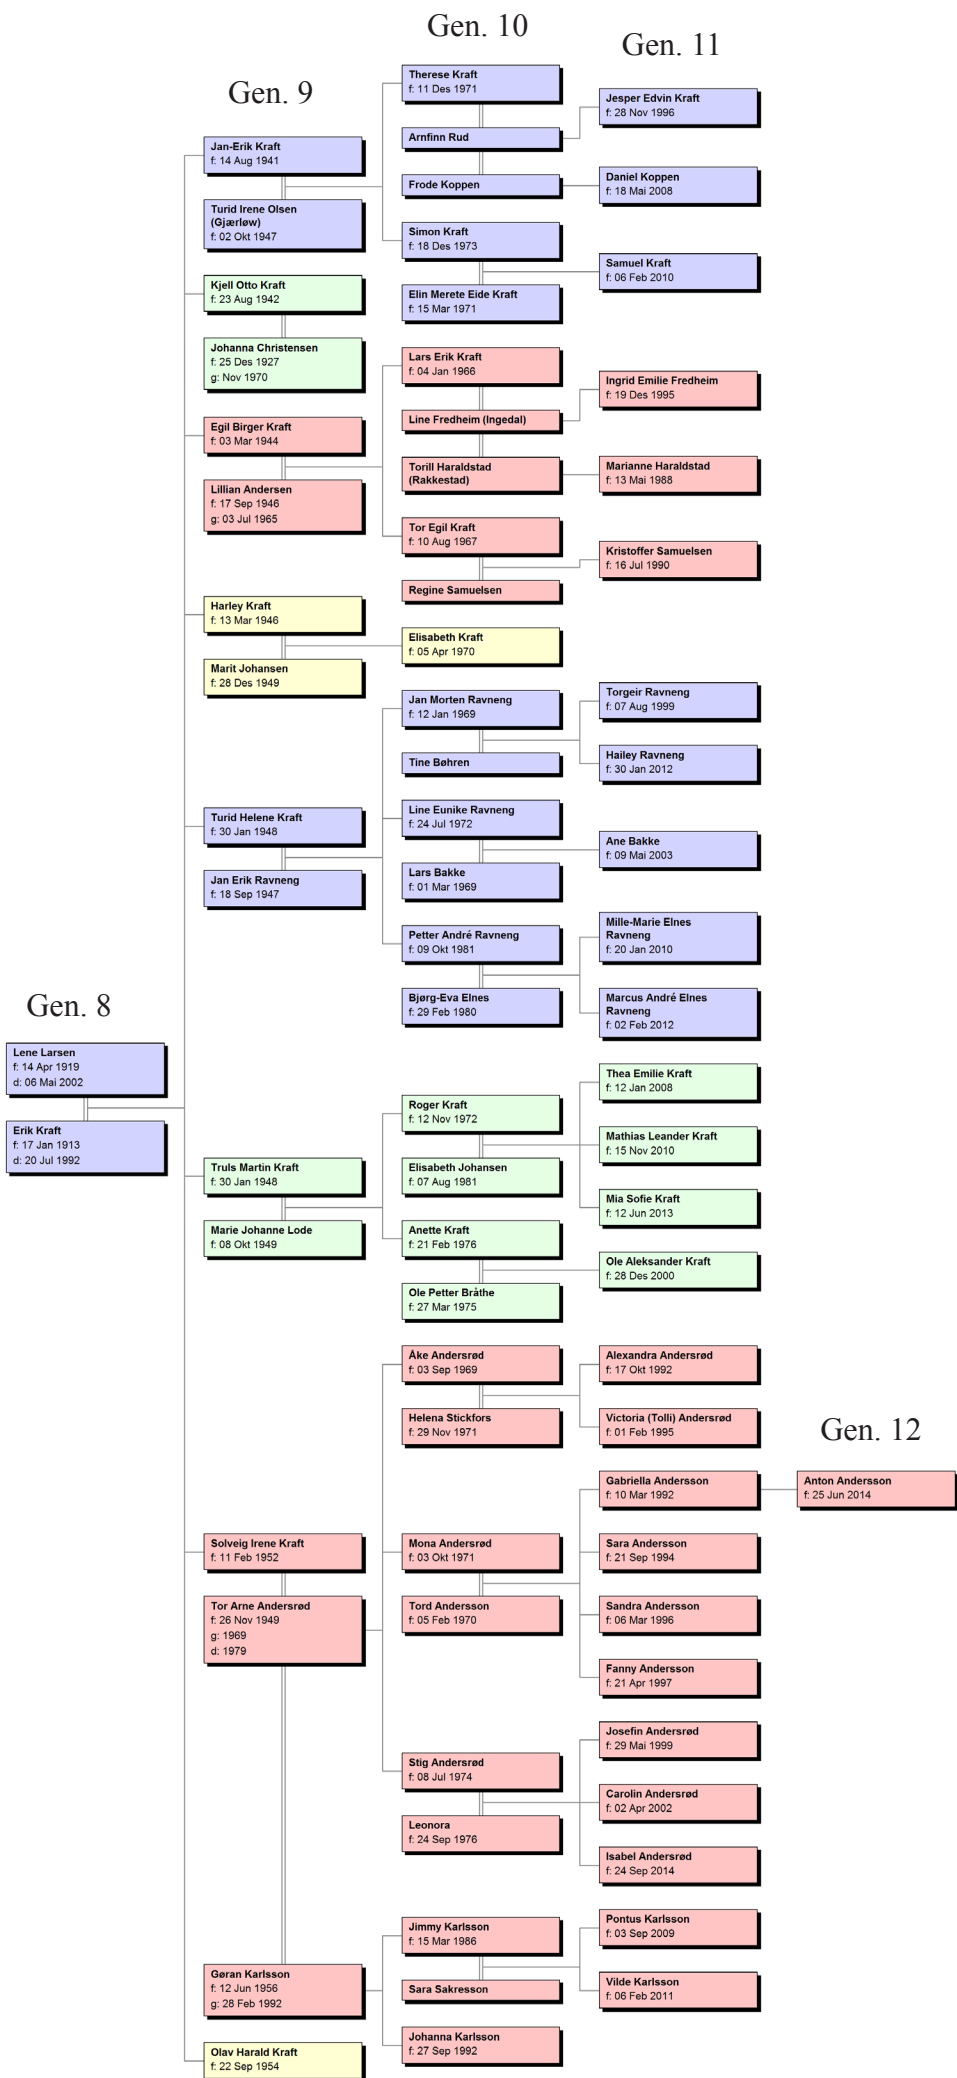 Gen. 8
Lene Larsen
f: 14 Apr 1919
d: 06 Mai 2002
Erik Kraft
f: 17 Jan 1913
d: 20 Jul 1992
Gen. 9
Jan-Erik Kraft
f: 14 Aug 1941
Turid Irene Olsen
(Gjærløw)
f: 02 Okt 1947
Kjell Otto Kraft
f: 23 Aug 1942
Johanna Christensen
f: 25 Des 1927
g: Nov 1970
Egil Birger Kraft
f: 03 Mar 1944
Lillian Andersen
f: 17 Sep 1946
g: 03 Jul 1965
Harley Kraft
f: 13 Mar 1946
Marit Johansen
f: 28 Des 1949
Turid Helene Kraft
f: 30 Jan 1948
Jan Erik Ravneng
f: 18 Sep 1947
Truls Martin Kraft
f: 30 Jan 1948
Marie Johanne Lode
f: 08 Okt 1949
Solveig Irene Kraft
f: 11 Feb 1952
Tor Arne Andersrød
f: 26 Nov 1949
g: 1969
d: 1979
Gøran Karlsson
f: 12 Jun 1956
g: 28 Feb 1992
Olav Harald Kraft
f: 22 Sep 1954
Gen. 10
Therese Kraft
f: 11 Des 1971
Arnfinn Rud
Frode Koppen
Simon Kraft
f: 18 Des 1973
Elin Merete Eide Kraft
f: 15 Mar 1971
Lars Erik Kraft
f: 04 Jan 1966
Line Fredheim (Ingedal)
Torill Haraldstad
(Rakkestad)
Tor Egil Kraft
f: 10 Aug 1967
Regine Samuelsen
Elisabeth Kraft
f: 05 Apr 1970
Jan Morten Ravneng
f: 12 Jan 1969
Tine Bøhren
Line Eunike Ravneng
f: 24 Jul 1972
Lars Bakke
f: 01 Mar 1969
Petter André Ravneng
f: 09 Okt 1981
Bjørg-Eva Elnes
f: 29 Feb 1980
Roger Kraft
f: 12 Nov 1972
Elisabeth Johansen
f: 07 Aug 1981
Anette Kraft
f: 21 Feb 1976
Ole Petter Bråthe
f: 27 Mar 1975
Åke Andersrød
f: 03 Sep 1969
Helena Stickfors
f: 29 Nov 1971
Mona Andersrød
f: 03 Okt 1971
Tord Andersson
f: 05 Feb 1970
Stig Andersrød
f: 08 Jul 1974
Leonora
f: 24 Sep 1976
Jimmy Karlsson
f: 15 Mar 1986
Sara Sakresson
Johanna Karlsson
f: 27 Sep 1992
Gen. 11
Jesper Edvin Kraft
f: 28 Nov 1996
Daniel Koppen
f: 18 Mai 2008
Samuel Kraft
f: 06 Feb 2010
Ingrid Emilie Fredheim
f: 19 Des 1995
Marianne Haraldstad
f: 13 Mai 1988
Kristoffer Samuelsen
f: 16 Jul 1990
Torgeir Ravneng
f: 07 Aug 1999
Hailey Ravneng
f: 30 Jan 2012
Ane Bakke
f: 09 Mai 2003
Mille-Marie Elnes
Ravneng
f: 20 Jan 2010
Marcus André Elnes
Ravneng
f: 02 Feb 2012
Thea Emilie Kraft
f: 12 Jan 2008
Mathias Leander Kraft
f: 15 Nov 2010
Mia Sofie Kraft
f: 12 Jun 2013
Ole Aleksander Kraft
f: 28 Des 2000
Alexandra Andersrød
f: 17 Okt 1992
Victoria (Tolli) Andersrød
f: 01 Feb 1995
Gabriella Andersson
f: 10 Mar 1992
Sara Andersson
f: 21 Sep 1994
Sandra Andersson
f: 06 Mar 1996
Fanny Andersson
f: 21 Apr 1997
Josefin Andersrød
f: 29 Mai 1999
Carolin Andersrød
f: 02 Apr 2002
Isabel Andersrød
f: 24 Sep 2014
Pontus Karlsson
f: 03 Sep 2009
Vilde Karlsson
f: 06 Feb 2011
Gen. 12
Anton Andersson
f: 25 Jun 2014